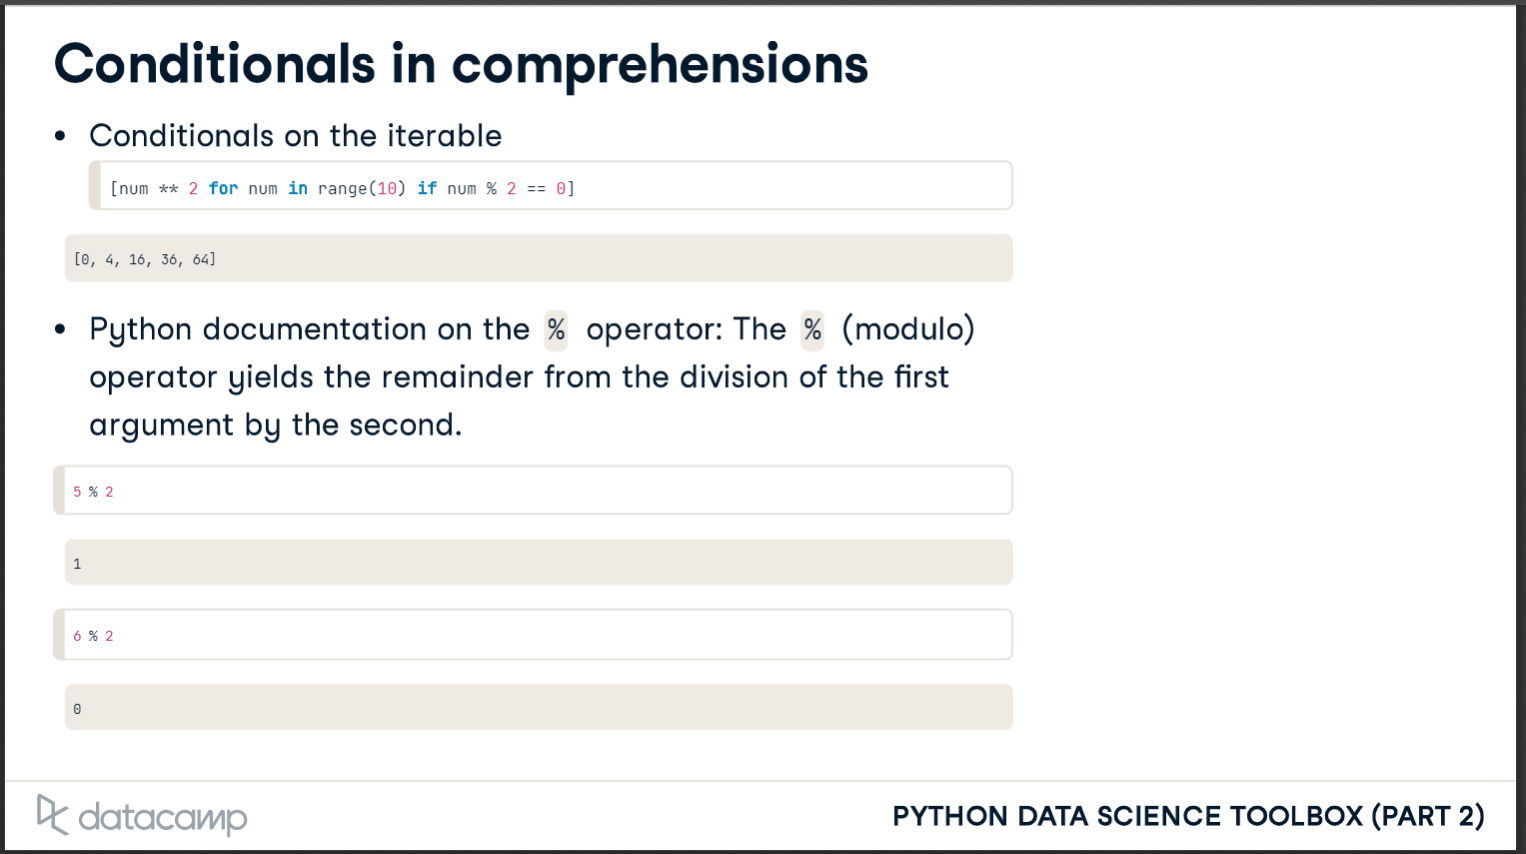 Conditionals in comprehensions
• Conditionals on the iterable
[num ** 2 for num in range(10) if num % 2 == 0]
[0, 4, 16, 36, 64]
• Python documentation on the % operator: The % (modulo)
operator yields the remainder from the division of the first
argument by the second.
5 % 2
1
6 % 2
0
datacamp
PYTHON DATA SCIENCE TOOLBOX (PART 2)